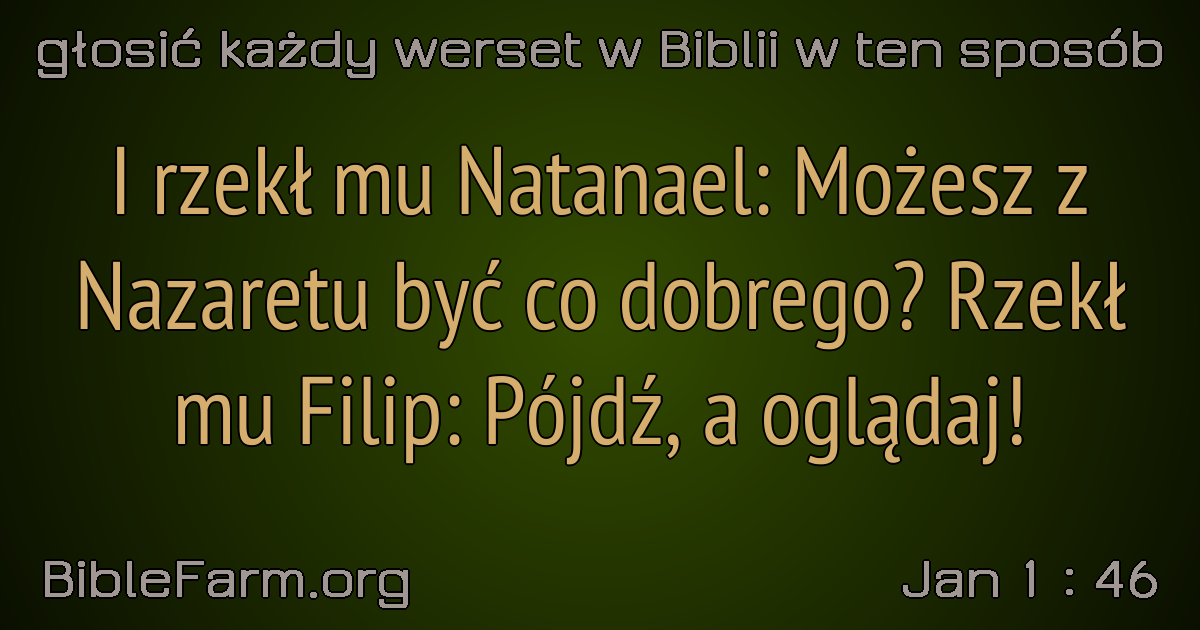 głosić każdy werset w Biblii w ten sposób
I rzekł mu Natanael: Możesz z
Nazaretu być co dobrego? Rzekł
mu Filip: Pójdź, a oglądaj!
BibleFarm.org
Jan 1 : 46